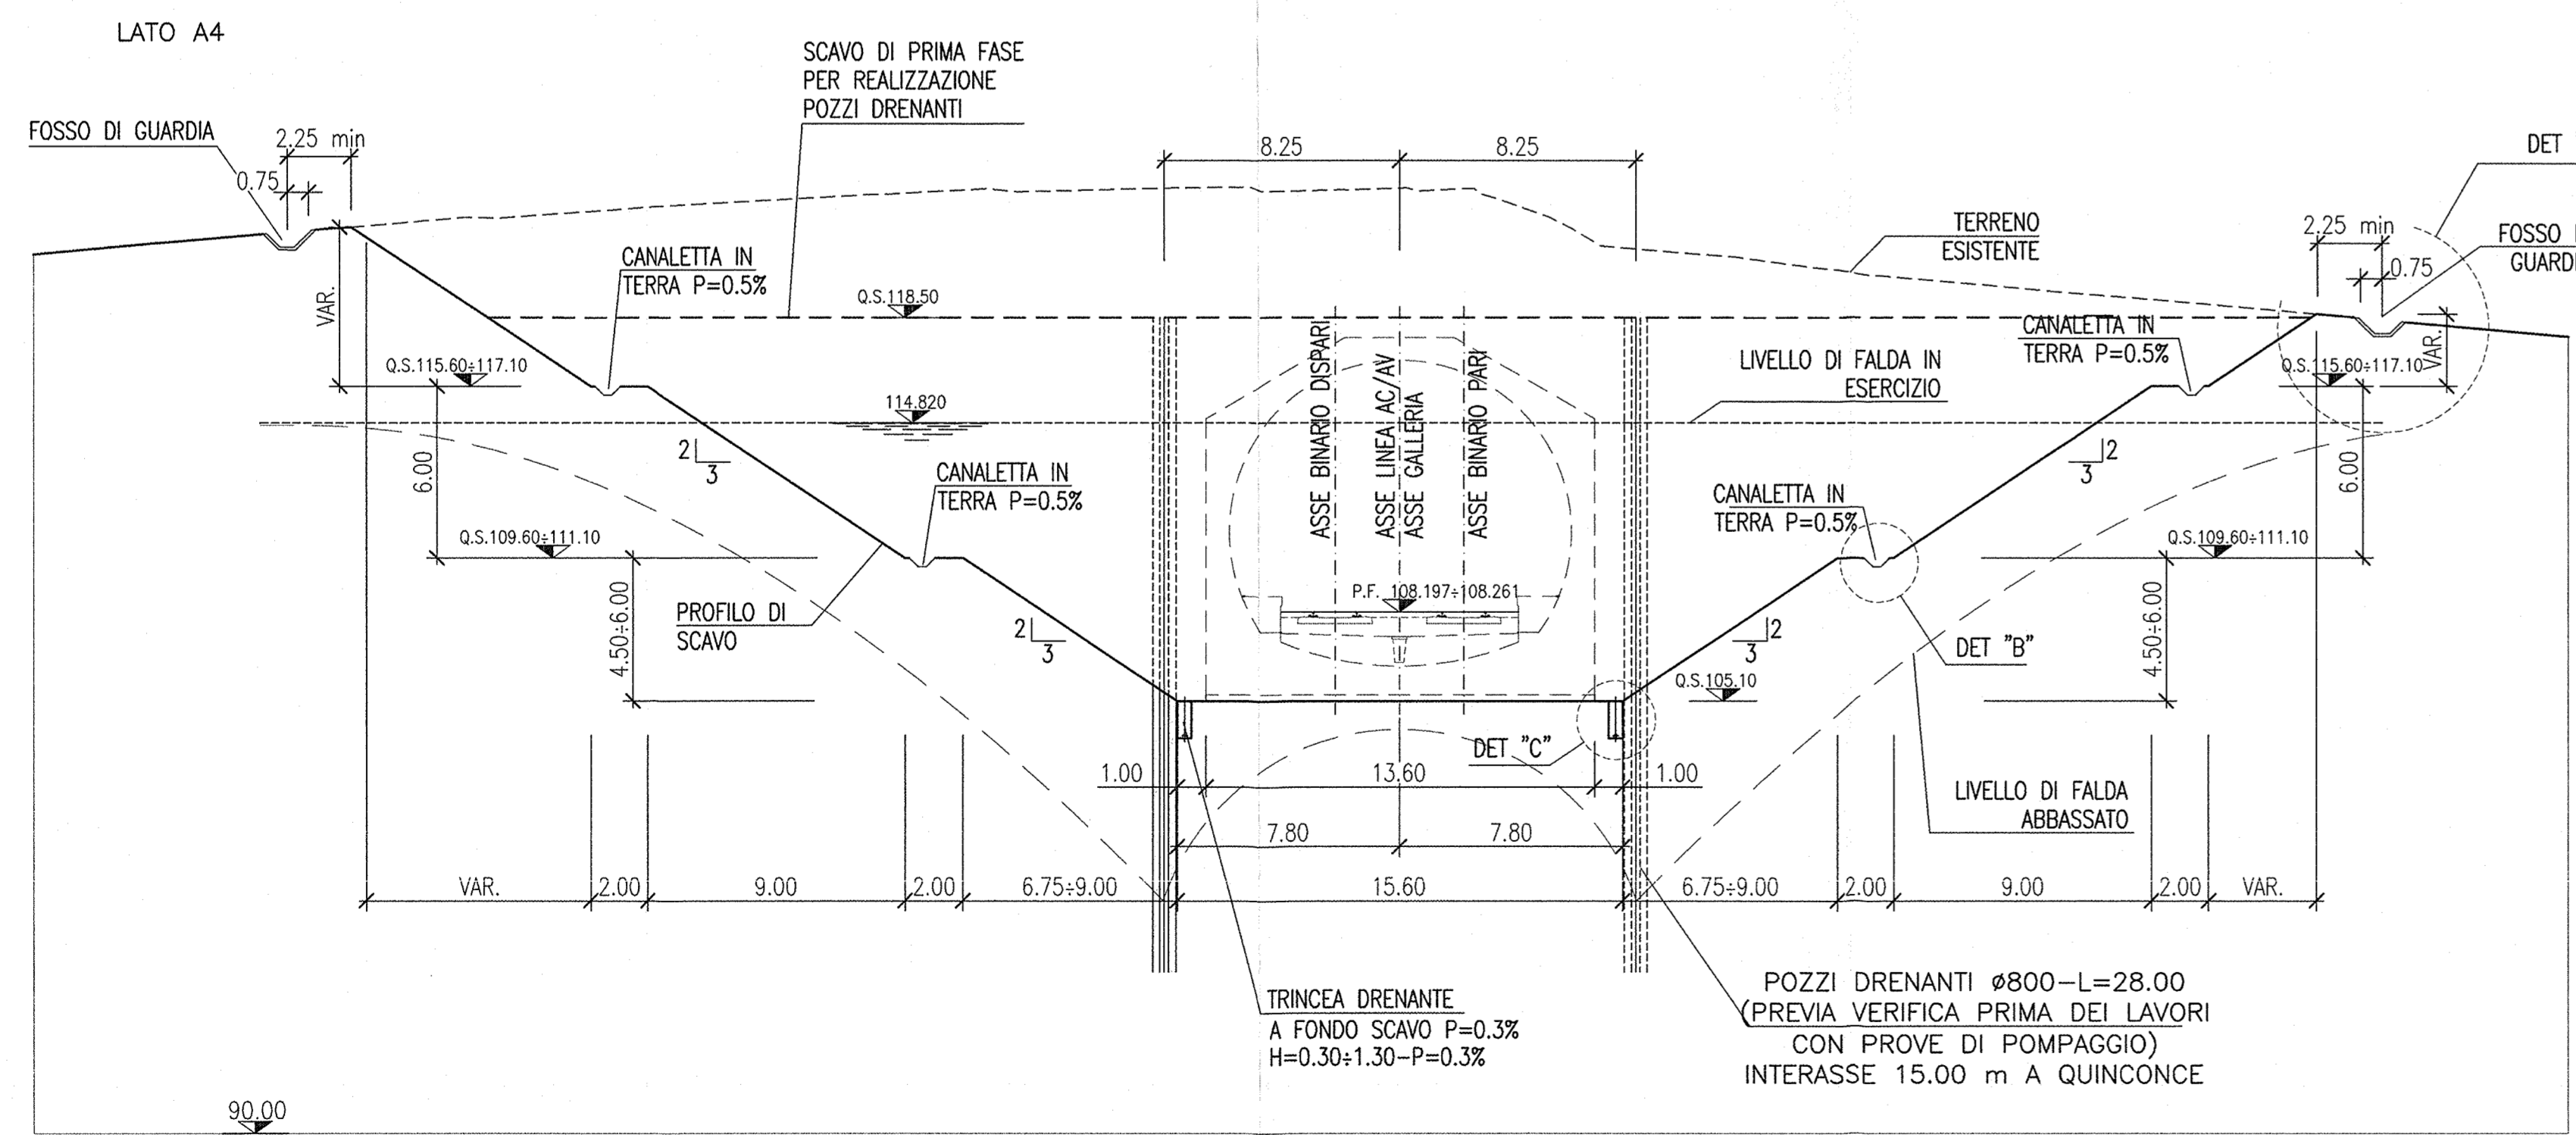 LATO A4
SCAVO DI PRIMA FASE
PER REALIZZAZIONE
POZZI DRENANTI
FOSSO DI GUARDIA
2.25 min
0.75
8.25
8.25
DET
TERRENO
ESISTENTE
2.25 min
0.75
FOSSO
GUARD
CANALETTA IN
TERRA P=0.5%
VAR.
Q.S.118.50
Q.S.115.60÷117.10
114.820
ASSE BINARIO DISPARI
ASSE LINEA AC/AV
ASSE GALLERIA
ASSE BINARIO PARI
LIVELLO DI FALDA IN
ESERCIZIO
CANALETTA IN
TERRA P=0.5%
Q.S.115.60÷117.10
VAR.
6.00
2
3
CANALETTA IN
TERRA P=0.5%
CANALETTA IN
TERRA P=0.5%
2
3
6.00
Q.S.109.60÷111.10
Q.S.109.60÷111.10
P.F. 108.197÷108.261
4.50÷6.00
PROFILO DI
SCAVO
2
3
2
3
DET "B"
4.50÷6.00
Q.S.105.10
DET "C"
1.00
13.60
1.00
LIVELLO DI FALDA
ABBASSATO
7.80
7.80
VAR.
2.00
9.00
2.00
6.75÷9.00
15.60
6.75÷9.00
2.00
9.00
2.00
VAR.
TRINCEA DRENANTE
A FONDO SCAVO P=0.3%
H=0.30÷1.30-P=0.3%
POZZI DRENANTI ø800-L=28.00
(PREVIA VERIFICA PRIMA DEI LAVORI
CON PROVE DI POMPAGGIO)
INTERASSE 15.00 m A QUINCONCE
90.00